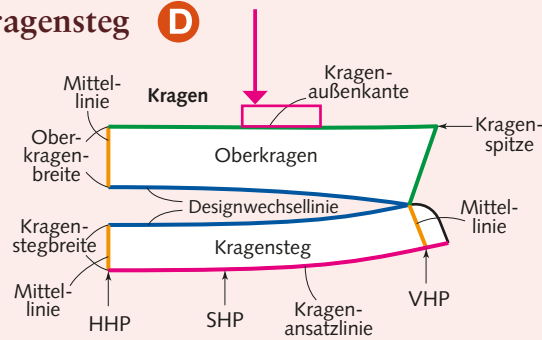 ragensteg D
Mittel-
linie
Kragen
Kragen-
außenkante
Kragen-
spitze
Ober-
kragen-
breite
Oberkragen
Designwechsellinie
Mittel-
linie
Kragen-
stegbreite
Kragensteg
Mittel-
linie
HHP
SHP
Kragen-
ansatzlinie
VHP